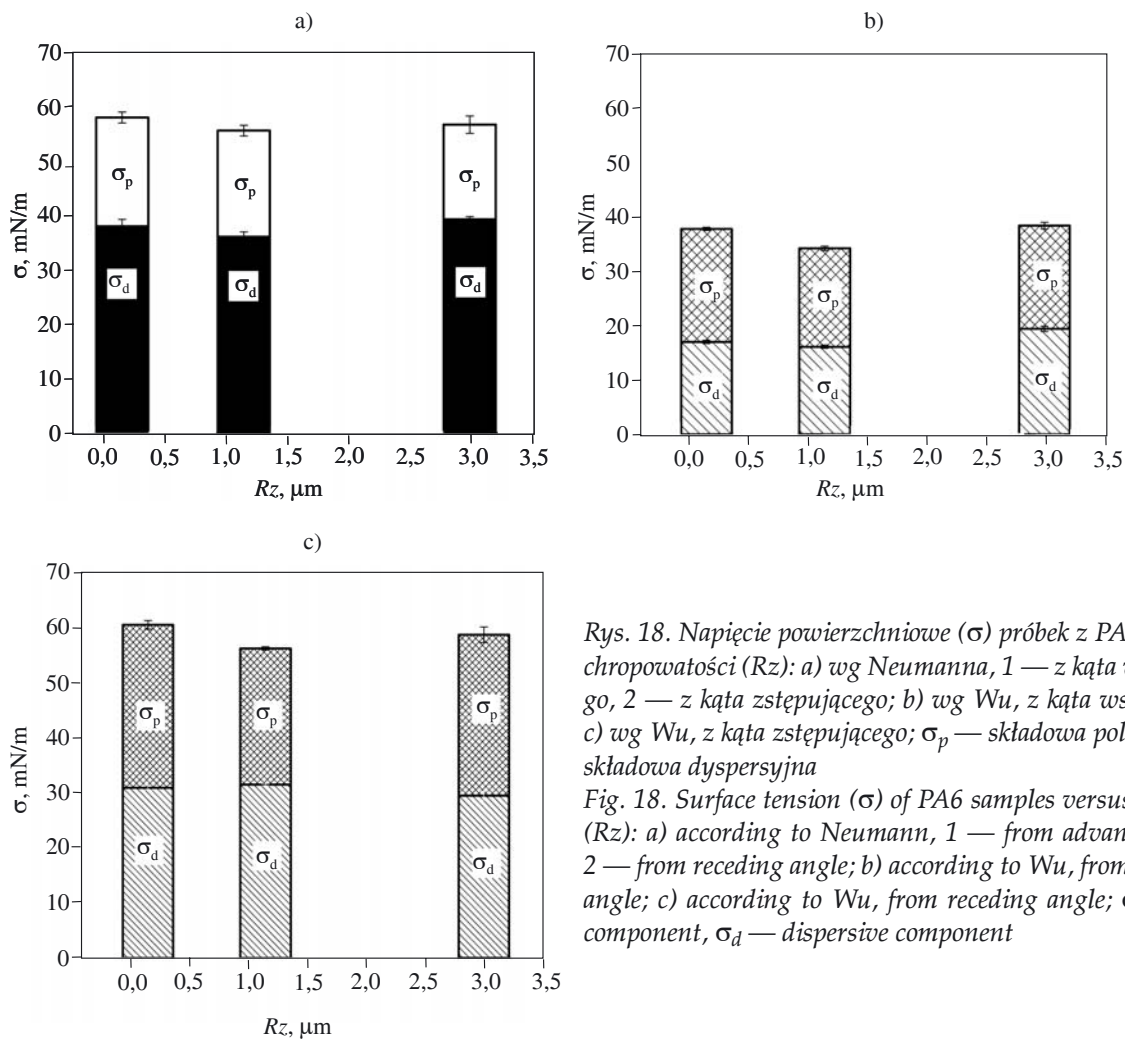 a)
70
60
50
40
30
20
10
0
σ, mN/m
σp
σp
σp
σd
σd
σd
0,0 0,5 1,0 1,5 2,0 2,5 3,0 3,5
Rz, μm
b)
70
60
50
40
30
20
10
0
σ, mN/m
σp
σp
σp
σd
σd
σd
0,0 0,5 1,0 1,5 2,0 2,5 3,0 3,5
Rz, μm
c)
70
60
50
40
30
20
10
0
σ, mN/m
σp
σp
σp
σd
σd
σd
0,0 0,5 1,0 1,5 2,0 2,5 3,0 3,5
Rz, μm
Rys. 18. Napięcie powierzchniowe (σ) próbek z PA
chropowatości (Rz): a) wg Neumanna, 1 — z kąta
go, 2 — z kąta zstępującego; b) wg Wu, z kąta ws
c) wg Wu, z kąta zstępującego; σp — składowa pol
składowa dyspersyjna
Fig. 18. Surface tension (σ) of PA6 samples versus
(Rz): a) according to Neumann, 1 — from advan
2 — from receding angle; b) according to Wu, from
angle; c) according to Wu, from receding angle;
component, σd — dispersive component